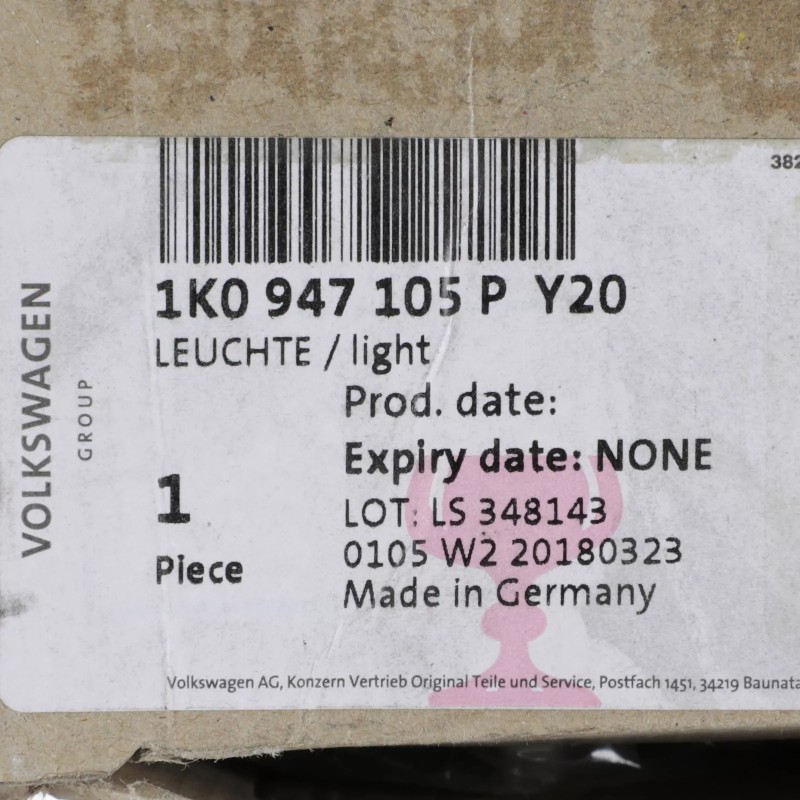 382
1K0 947 105 P Y20
LEUCHTE / light
Prod. date:
Expiry date: NONE
1
Piece
LOT: LS 348143
0105 W2 20180323
Made in Germany
Volkswagen AG, Konzern Vertrieb Original Teile und Service, Postfach 1451, 34219 Baunata
VOLKSWAGEN
GROUP